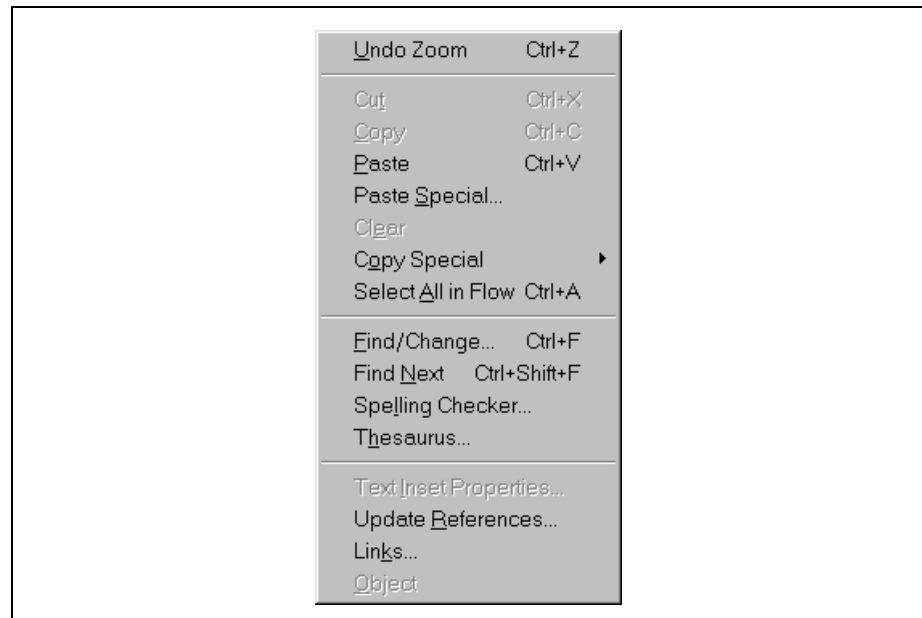 Undo Zoom Ctrl+Z
Cut Ctrl+X
Copy Ctrl+C
Paste Ctrl+V
Paste Special...
Clear
Copy Special
Select All in Flow Ctrl+A
Find/Change... Ctrl+F
Find Next Ctrl+Shift+F
Spelling Checker...
Thesaurus...
Text Inset Properties...
Update References...
Links...
Object